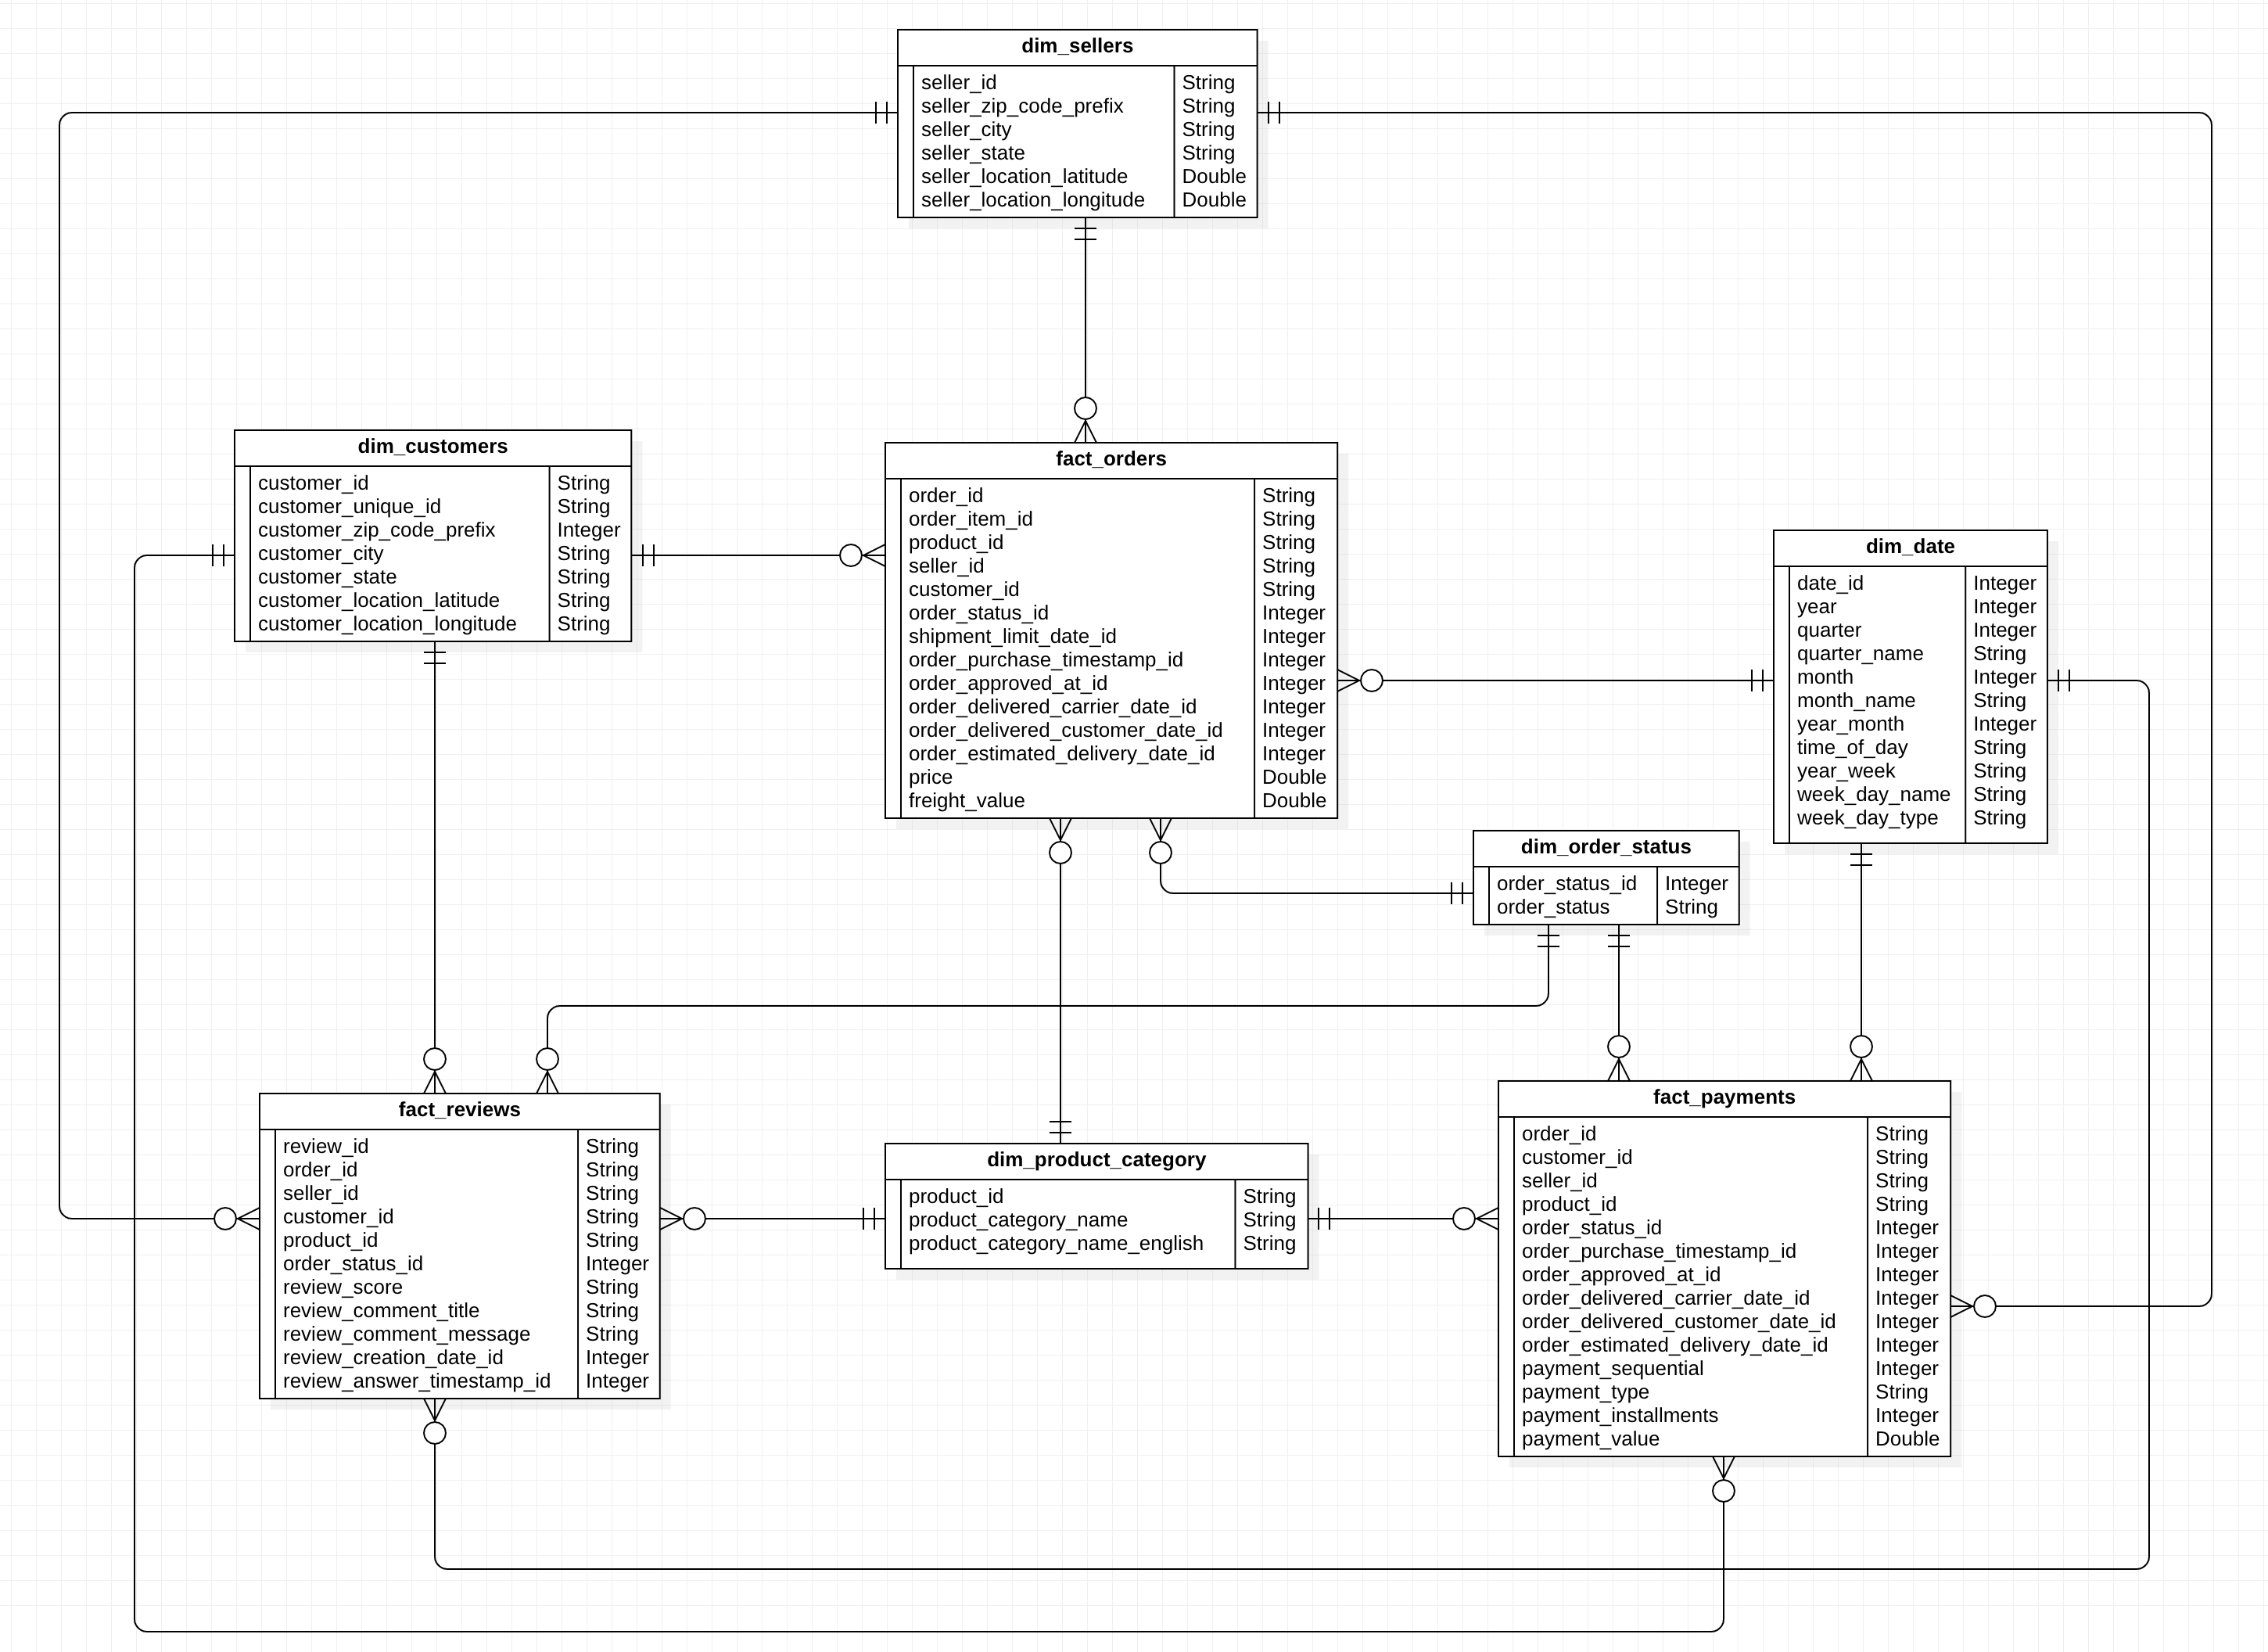 dim_sellers
seller_id String
seller_zip_code_prefix String
seller_city String
seller_state String
seller_location_latitude Double
seller_location_longitude Double
dim_customers
customer_id String
customer_unique_id String
customer_zip_code_prefix Integer
customer_city String
customer_state String
customer_location_latitude String
customer_location_longitude String
fact_orders
order_id String
order_item_id String
product_id String
seller_id String
customer_id String
order_status_id Integer
shipment_limit_date_id Integer
order_purchase_timestamp_id Integer
order_approved_at_id Integer
order_delivered_carrier_date_id Integer
order_delivered_customer_date_id Integer
order_estimated_delivery_date_id Integer
price Double
freight_value Double
dim_date
date_id Integer
year Integer
quarter Integer
quarter_name String
month Integer
month_name String
year_month Integer
time_of_day String
year_week String
week_day_name String
week_day_type String
dim_order_status
order_status_id Integer
order_status String
fact_reviews
review_id String
order_id String
seller_id String
customer_id String
product_id String
order_status_id Integer
review_score String
review_comment_title String
review_comment_message String
review_creation_date_id Integer
review_answer_timestamp_id Integer
dim_product_category
product_id String
product_category_name String
product_category_name_english String
fact_payments
order_id String
customer_id String
seller_id String
product_id String
order_status_id Integer
order_purchase_timestamp_id Integer
order_approved_at_id Integer
order_delivered_carrier_date_id Integer
order_delivered_customer_date_id Integer
order_estimated_delivery_date_id Integer
payment_sequential Integer
payment_type String
payment_installments Integer
payment_value Double